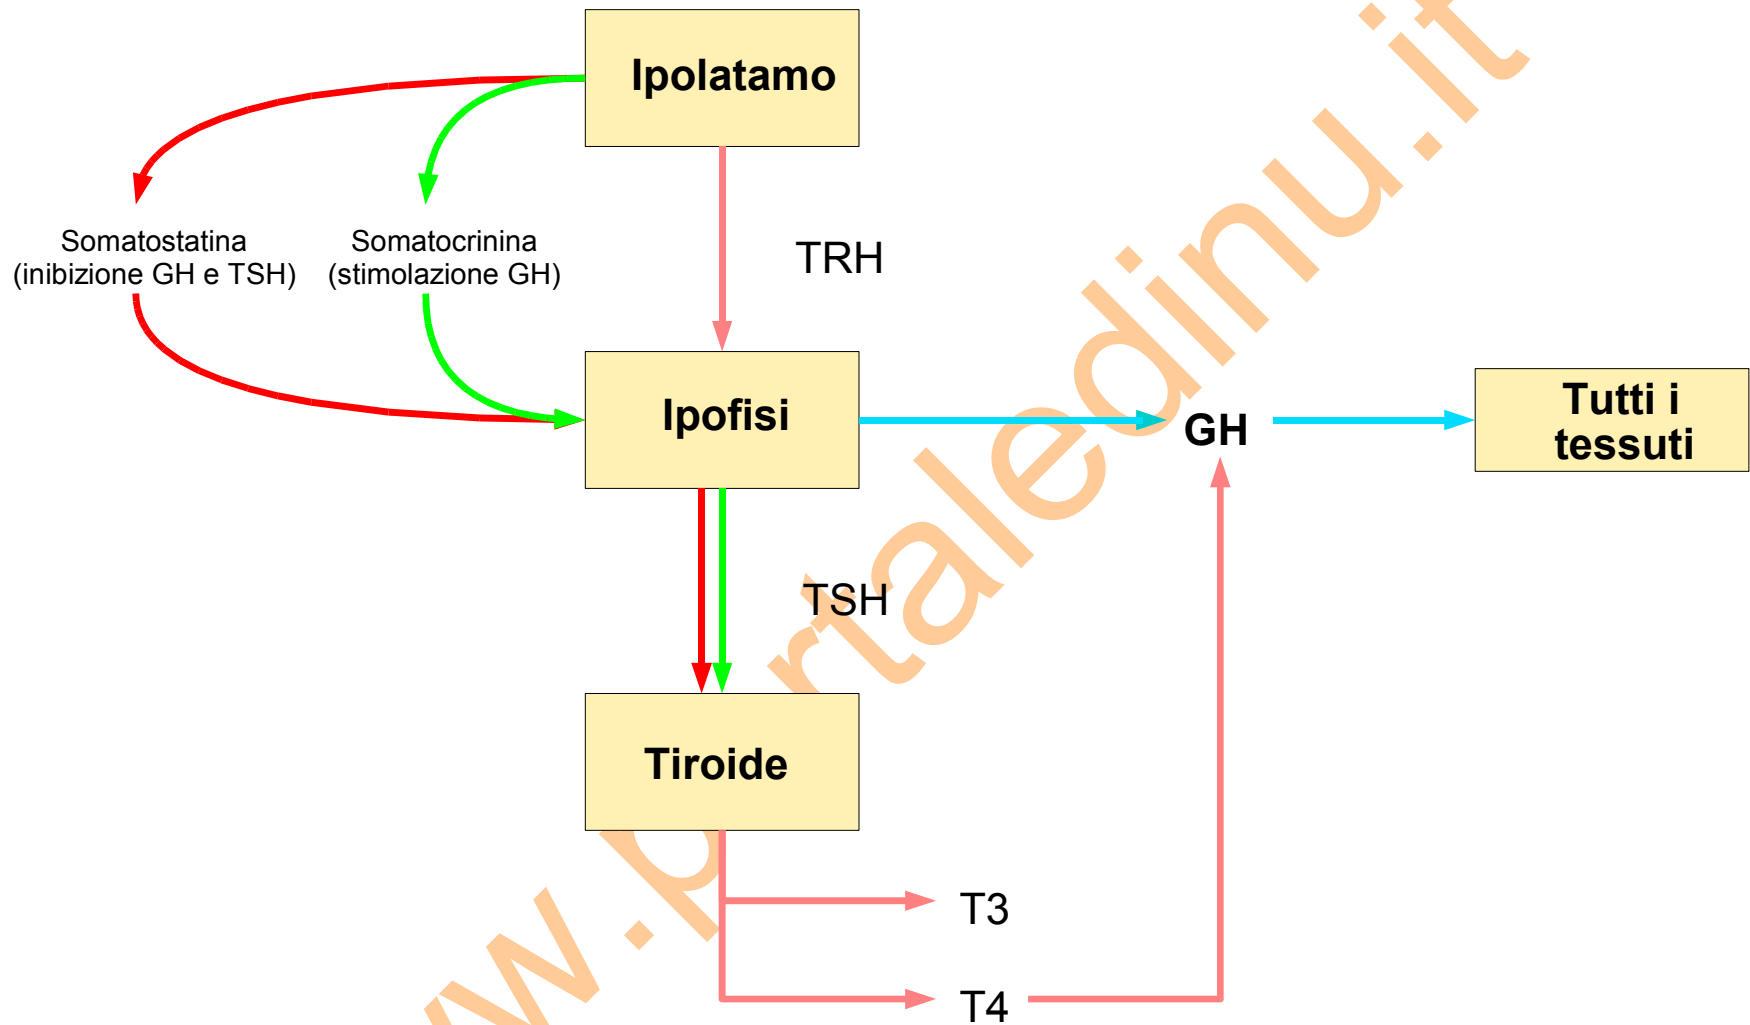 Ipolatamo
Somatostatina
(inibizione GH e TSH)
Somatocrinina
(stimolazione GH)
TRH
Ipofisi
GH
Tutti i
tessuti
TSH
Tiroide
T3
T4
www.portaledinu.it